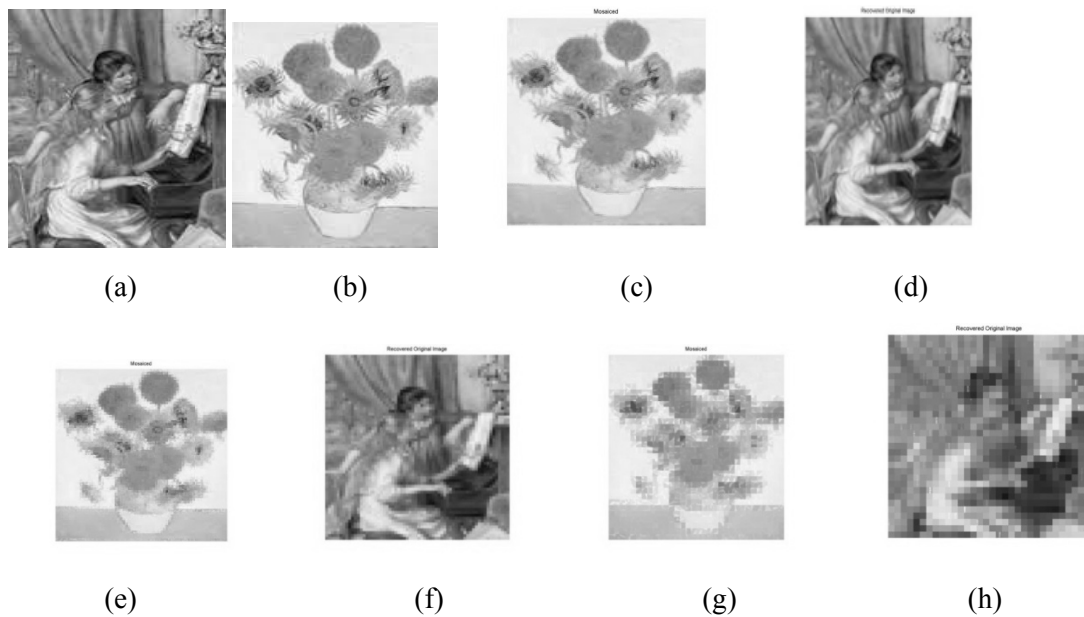 Mosaiced
Recovered Original Image
(a)
(b)
(c)
(d)
Mosaiced
Recovered Original Image
Mosaiced
Recovered Original Image
(e)
(f)
(g)
(h)